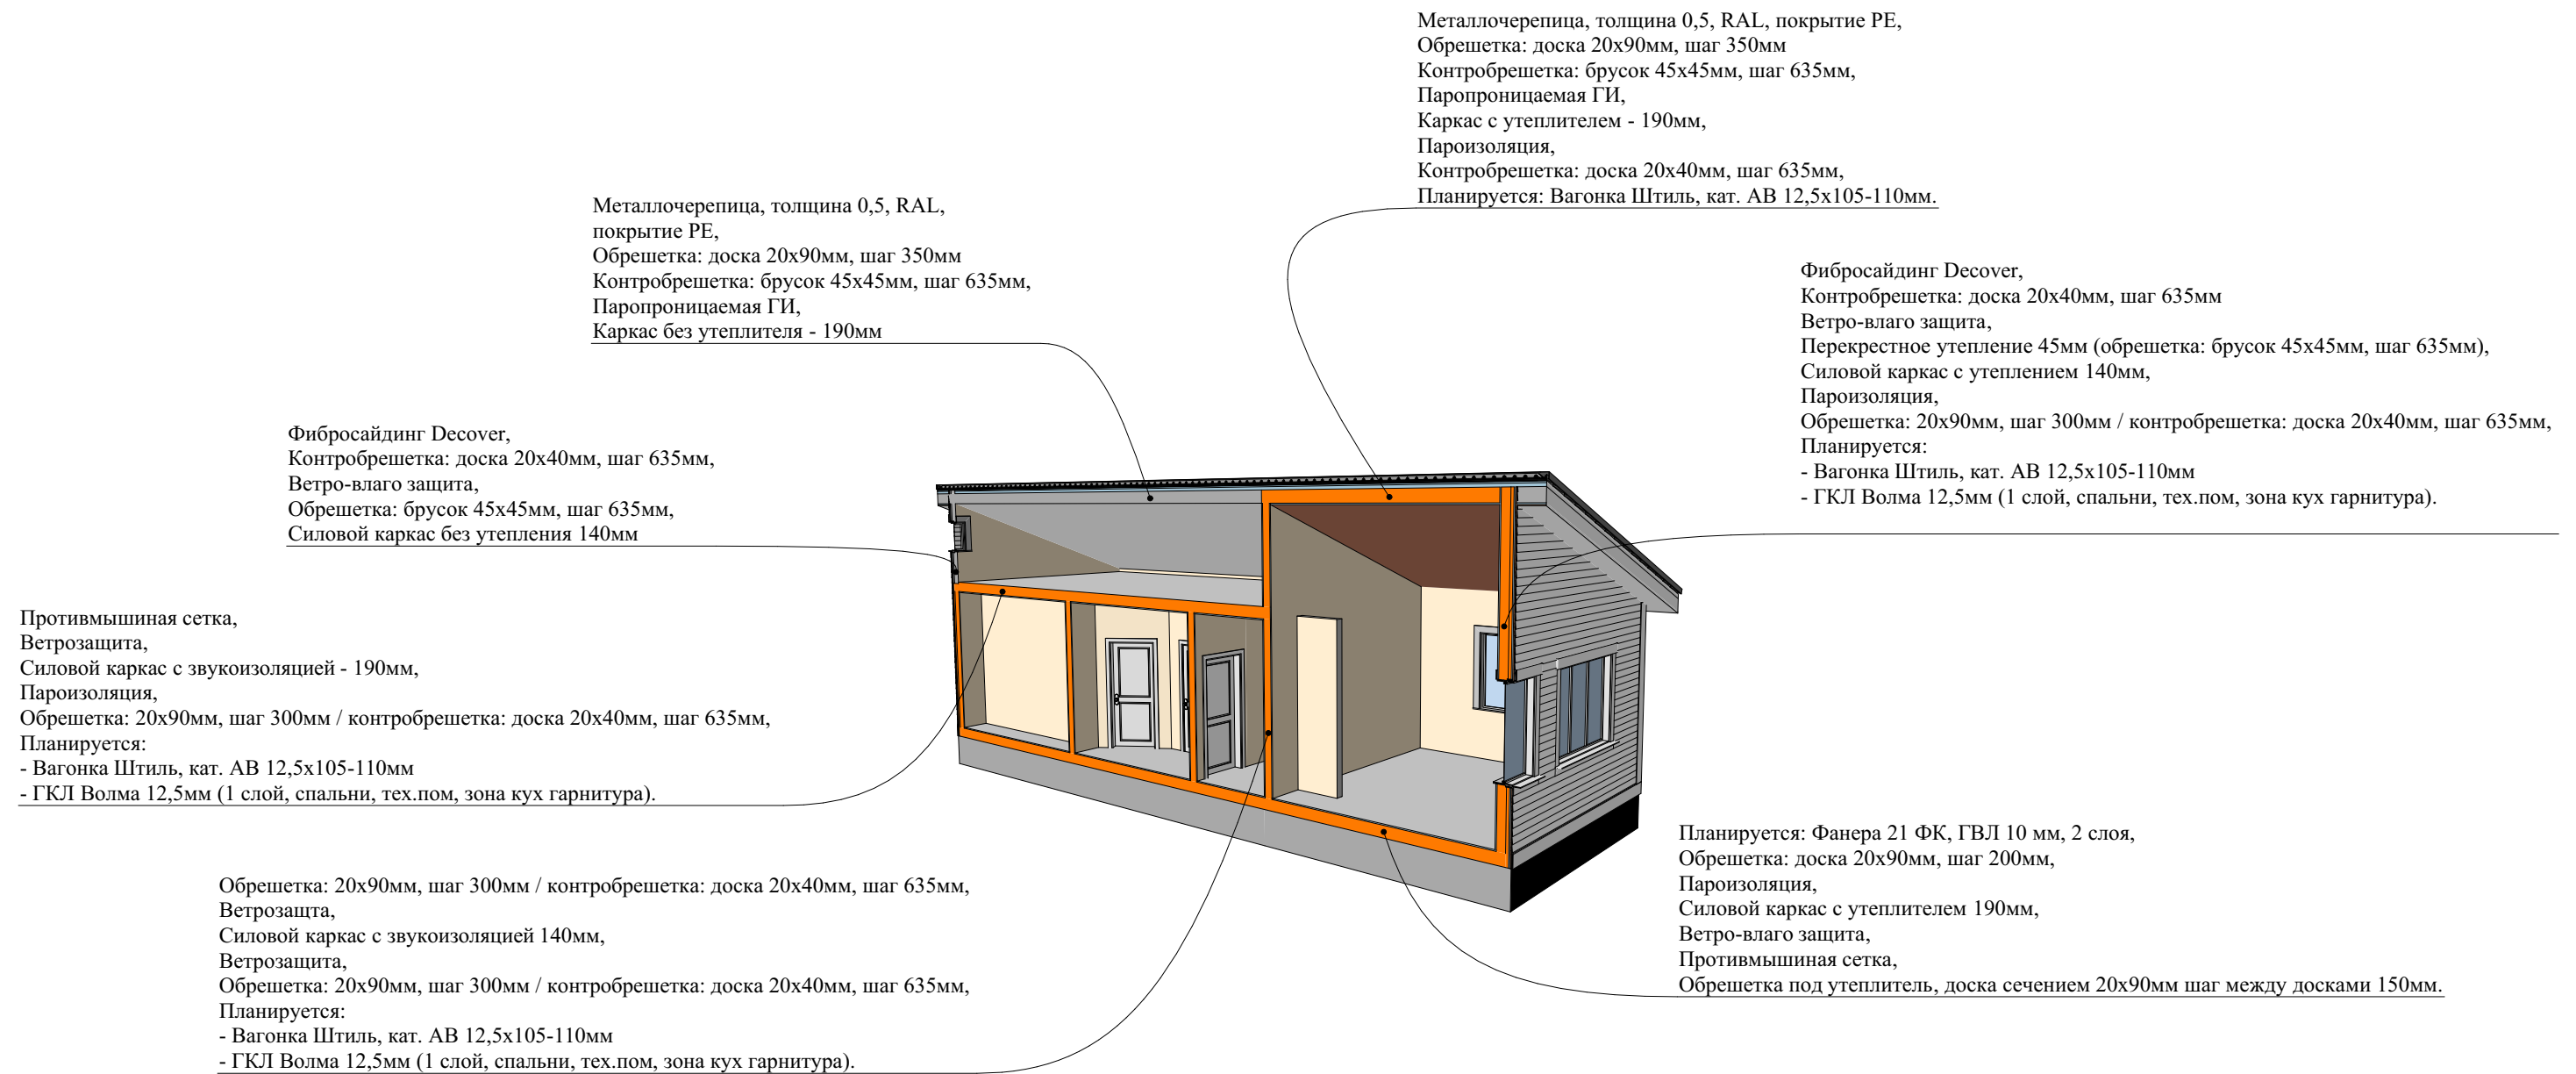 Металлочерепица, толщина 0,5, RAL, покрытие PE,
Обрешетка: доска 20х90мм, шаг 350мм
Контробрешетка: брусок 45х45мм, шаг 635мм,
Паропроницаемая ГИ,
Каркас с утеплителем - 190мм,
Пароизоляция,
Контробрешетка: доска 20х40мм, шаг 635мм,
Планируется: Вагонка Штиль, кат. АВ 12,5х105-110мм.
Металлочерепица, толщина 0,5, RAL,
покрытие PE,
Обрешетка: доска 20х90мм, шаг 350мм
Контробрешетка: брусок 45х45мм, шаг 635мм,
Паропроницаемая ГИ,
Каркас без утеплителя - 190мм
Фибросайдинг Decover,
Контробрешетка: доска 20х40мм, шаг 635мм
Ветро-влаго защита,
Перекрестное утепление 45мм (обрешетка: брусок 45х45мм, шаг 635мм),
Силовой каркас с утеплением 140мм,
Пароизоляция,
Обрешетка: 20х90мм, шаг 300мм / контробрешетка: доска 20х40мм, шаг 635мм,
Планируется:
- Вагонка Штиль, кат. АВ 12,5х105-110мм
- ГКЛ Волма 12,5мм (1 слой, спальни, тех.пом, зона кух гарнитура).
Фибросайдинг Decover,
Контробрешетка: доска 20х40мм, шаг 635мм,
Ветро-влаго защита,
Обрешетка: брусок 45х45мм, шаг 635мм,
Силовой каркас без утепления 140мм
Противмышиная сетка,
Ветрозащита,
Силовой каркас с звукоизоляцией - 190мм,
Пароизоляция,
Обрешетка: 20х90мм, шаг 300мм / контробрешетка: доска 20х40мм, шаг 635мм,
Планируется:
- Вагонка Штиль, кат. АВ 12,5х105-110мм
- ГКЛ Волма 12,5мм (1 слой, спальни, тех.пом, зона кух гарнитура).
Планируется: Фанера 21 ФК, ГВЛ 10 мм, 2 слоя,
Обрешетка: доска 20х90мм, шаг 200мм,
Пароизоляция,
Силовой каркас с утеплителем 190мм,
Ветро-влаго защита,
Противмышиная сетка,
Обрешетка под утеплитель, доска сечением 20х90мм шаг между досками 150мм.
Обрешетка: 20х90мм, шаг 300мм / контробрешетка: доска 20х40мм, шаг 635мм,
Ветрозащта,
Силовой каркас с звукоизоляцией 140мм,
Ветрозащита,
Обрешетка: 20х90мм, шаг 300мм / контробрешетка: доска 20х40мм, шаг 635мм,
Планируется:
- Вагонка Штиль, кат. АВ 12,5х105-110мм
- ГКЛ Волма 12,5мм (1 слой, спальни, тех.пом, зона кух гарнитура).